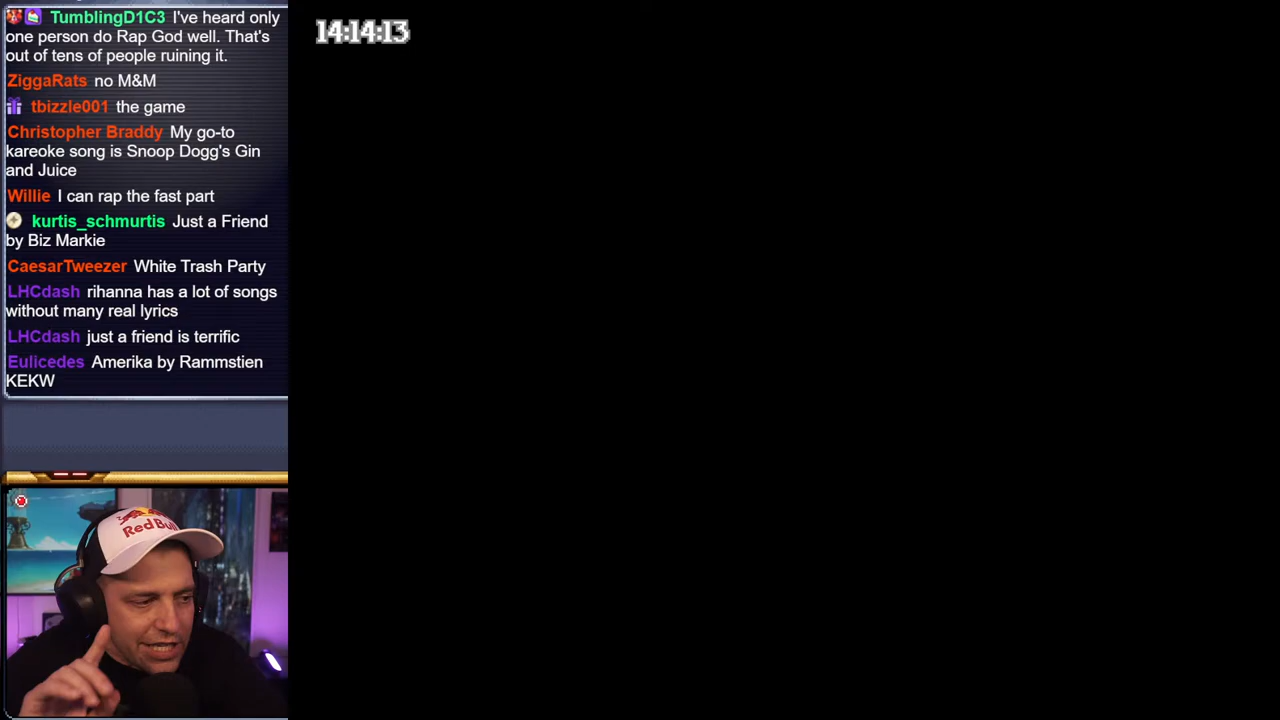 TumblingD1C3 I've heard only
one person do Rap God well. That's
out of tens of people ruining it.
ZiggaRats no M&M
tbizzle001 the game
Christopher Braddy My go-to
kareoke song is Snoop Dogg's Gin
and Juice
Willie I can rap the fast part
kurtis_schmurtis Just a Friend
by Biz Markie
CaesarTweezer White Trash Party
LHCdash rihanna has a lot of songs
without many real lyrics
LHCdash just a friend is terrific
Eulicedes Amerika by Rammstien
KEKW
14:14:13
Red Bull